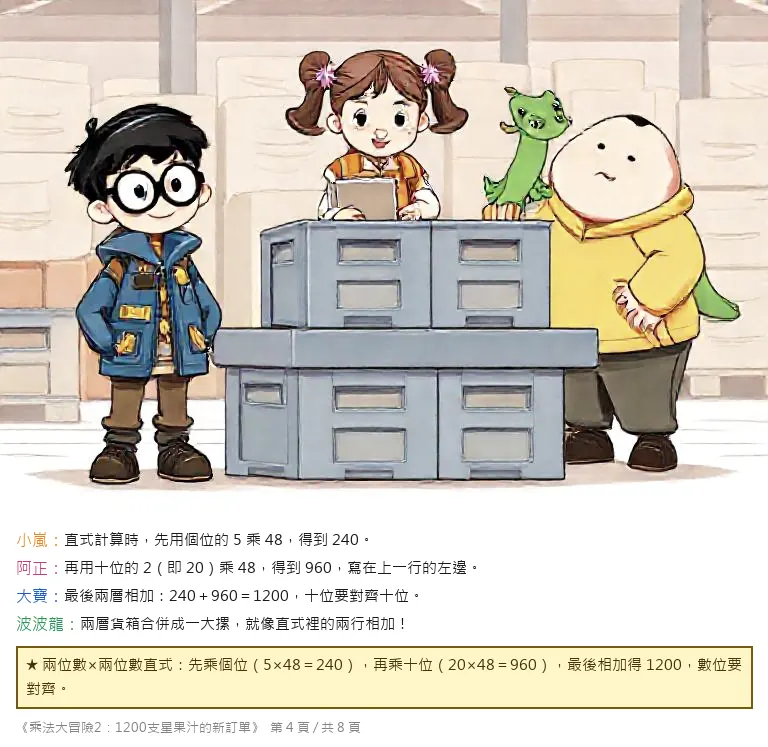 小嵐：直式計算時，先用個位的 5 乘 48，得到 240。
阿正：再用十位的 2（即 20）乘 48，得到 960，寫在上一行的左邊。
大寶：最後兩層相加：240＋960＝1200，十位要對齊十位。
波波龍：兩層貨箱合併成一大摞，就像直式裡的兩行相加！
★ 兩位數×兩位數直式：先乘個位（5×48＝240），再乘十位（20×48＝960），最後相加得 1200，數位要
對齊。
《乘法大冒險2：1200支星果汁的新訂單》 第 4 頁 / 共 8 頁